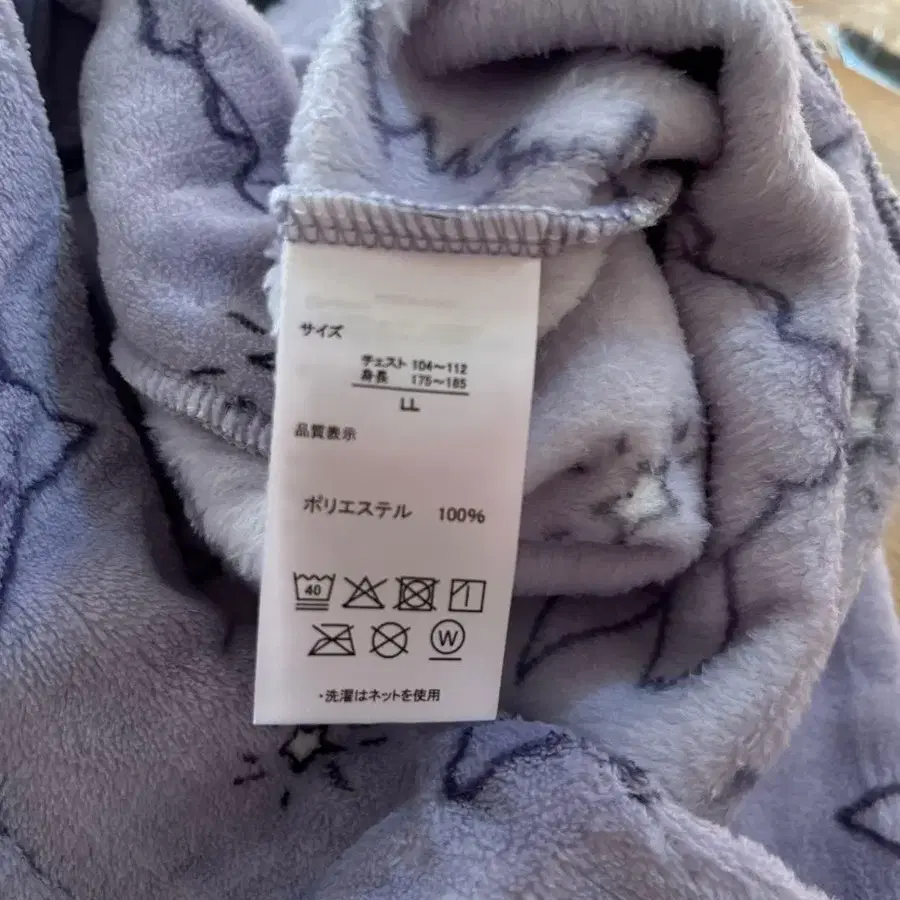 サイズ
チェスト 104～112
身長 175～185
LL
品質表示
ポリエステル 100%
40
W
・洗濯はネットを使用